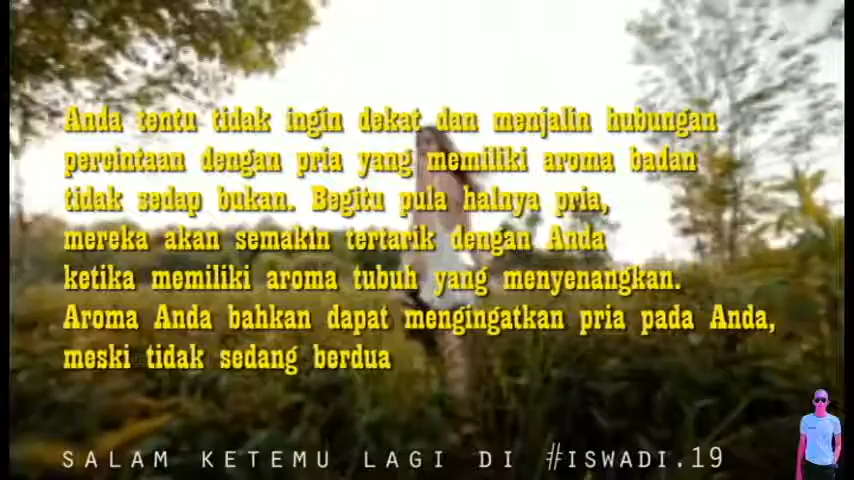 Anda tentu tidak ingin dekat dan menjalin hubungan
percintaan dengan pria yang memiliki aroma badan
tidak sedap bukan. Begitu pula halnya pria,
mereka akan semakin tertarik dengan Anda
ketika memiliki aroma tubuh yang menyenangkan.
Aroma Anda bahkan dapat mengingatkan pria pada Anda,
meski tidak sedang berdua
SALAM KETEMU LAGI DI #ISWADI.19